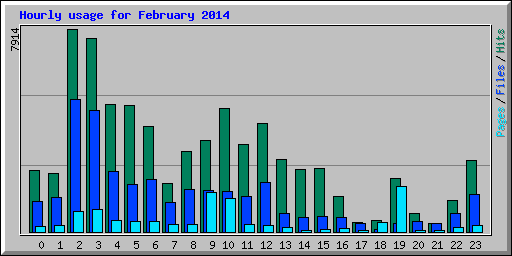 Hourly usage for February 2014
7914
Pages/Files/Hits
0 1 2 3 4 5 6 7 8 9 10 11 12 13 14 15 16 17 18 19 20 21 22 23